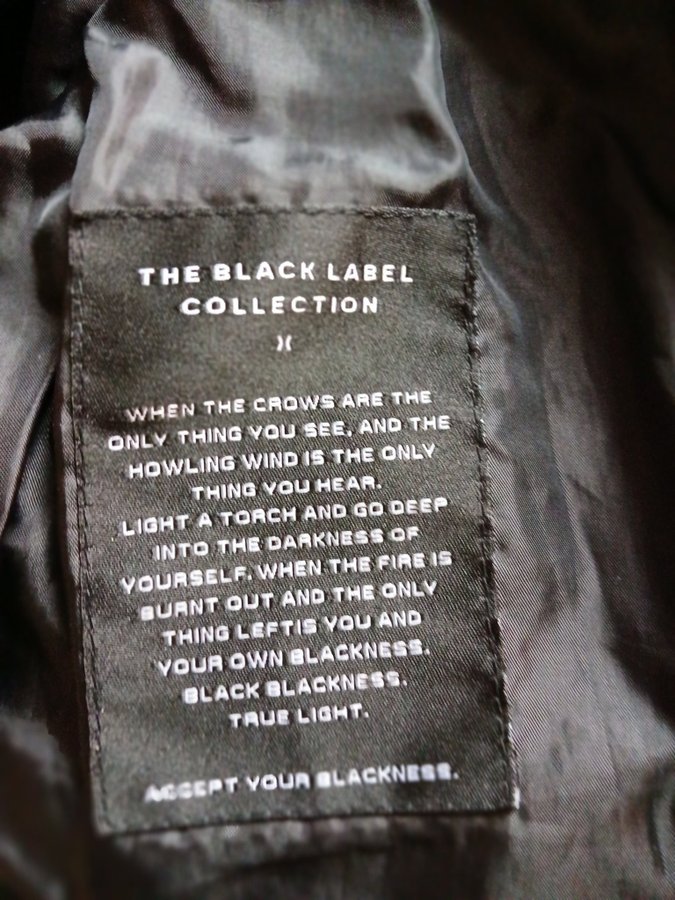 THE BLACK LABEL
COLLECTION
WHEN THE CROWS ARE THE
ONLY THING YOU SEE, AND THE
HOWLING WIND IS THE ONLY
THING YOU HEAR.
LIGHT A TORCH AND GO DEEP
INTO THE DARKNESS OF
YOURSELF. WHEN THE FIRE IS
BURNT OUT AND THE ONLY
THING LEFTIS YOU AND
YOUR OWN BLACKNESS.
BLACK BLACKNESS.
TRUE LIGHT.
ACCEPT YOUR BLACKNESS.